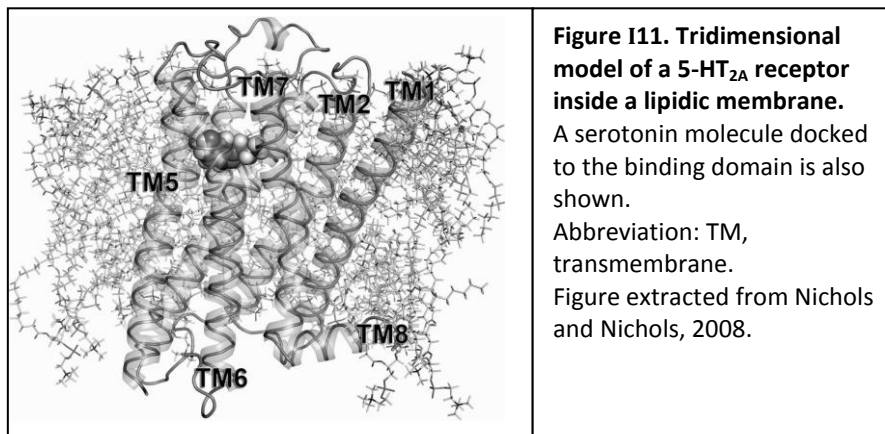 TM7
TM2
TM1
TM5
TM8
TM6
Figure I11. Tridimensional
model of a 5-HT2A receptor
inside a lipidic membrane.
A serotonin molecule docked
to the binding domain is also
shown.
Abbreviation: TM,
transmembrane.
Figure extracted from Nichols
and Nichols, 2008.